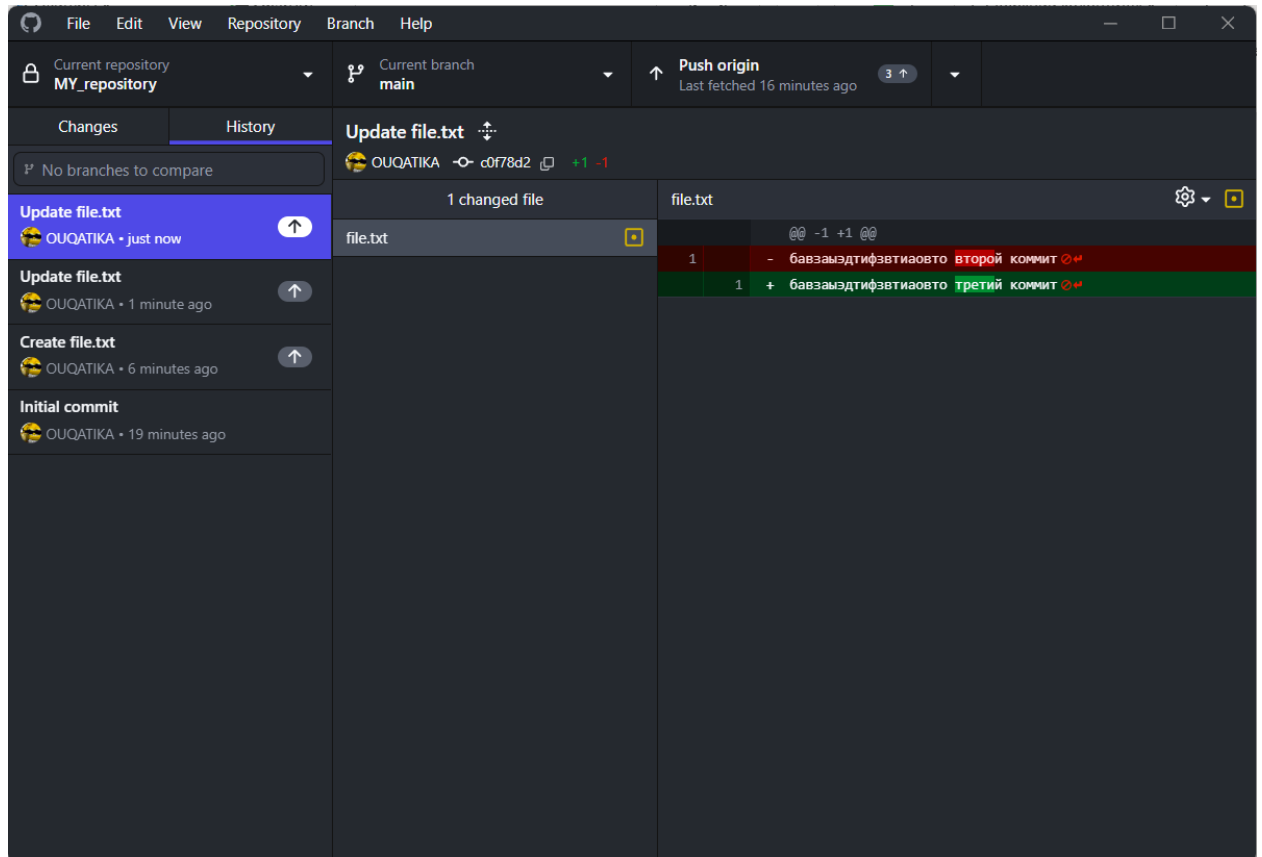 File Edit View Repository Branch Help
Current repository
MY_repository
Current branch
main
Push origin
Last fetched 16 minutes ago
3
Changes
History
No branches to compare
Update file.txt
OUQATIKA • just now
Update file.txt
OUQATIKA • 1 minute ago
Create file.txt
OUQATIKA • 6 minutes ago
Initial commit
OUQATIKA • 19 minutes ago
Update file.txt
OUQATIKA c0f78d2 +1 -1
1 changed file
file.txt
file.txt
@@ -1 +1 @@
1 - бавзаыэдтифзвтиаовто второй коммит
1 + бавзаыэдтифзвтиаовто третий коммит